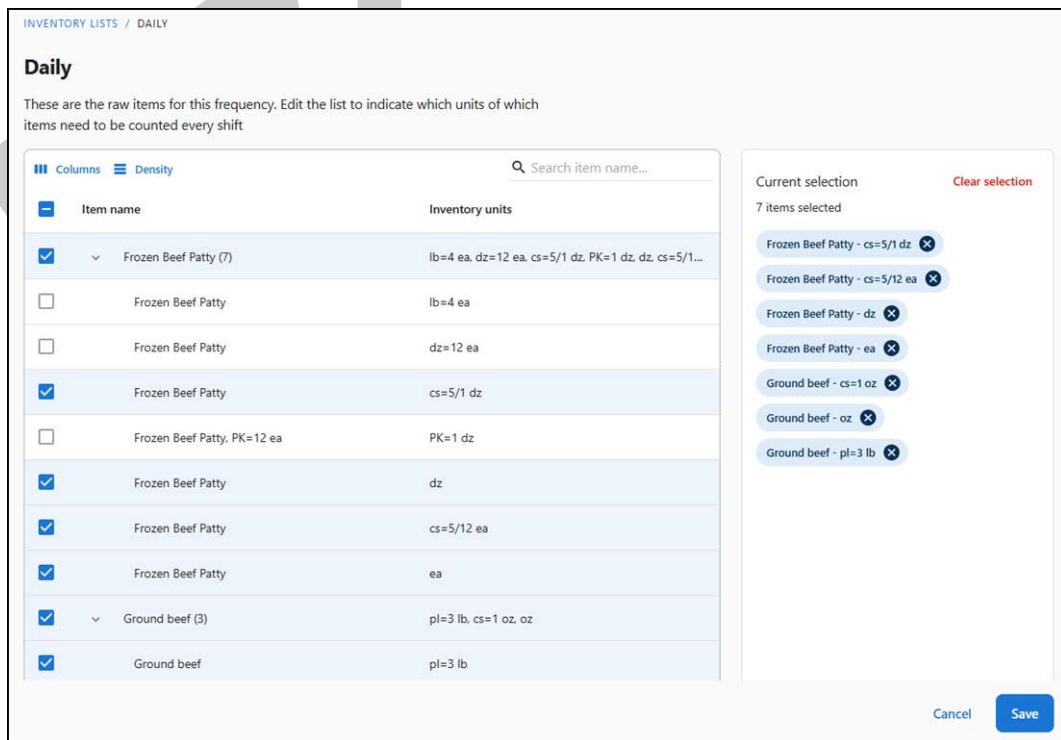 INVENTORY LISTS / DAILY
Daily
These are the raw items for this frequency. Edit the list to indicate which units of which
items need to be counted every shift
Columns Density Search item name...
Item name Inventory units
Frozen Beef Patty (7) lb=4 ea, dz=12 ea, cs=5/1 dz, PK=1 dz, dz, cs=5/1...
Frozen Beef Patty lb=4 ea
Frozen Beef Patty dz=12 ea
Frozen Beef Patty cs=5/1 dz
Frozen Beef Patty, PK=12 ea PK=1 dz
Frozen Beef Patty dz
Frozen Beef Patty cs=5/12 ea
Frozen Beef Patty ea
Ground beef (3) pl=3 lb, cs=1 oz, oz
Ground beef pl=3 lb
Current selection Clear selection
7 items selected
Frozen Beef Patty - cs=5/1 dz
Frozen Beef Patty - cs=5/12 ea
Frozen Beef Patty - dz
Frozen Beef Patty - ea
Ground beef - cs=1 oz
Ground beef - oz
Ground beef - pl=3 lb
Cancel Save